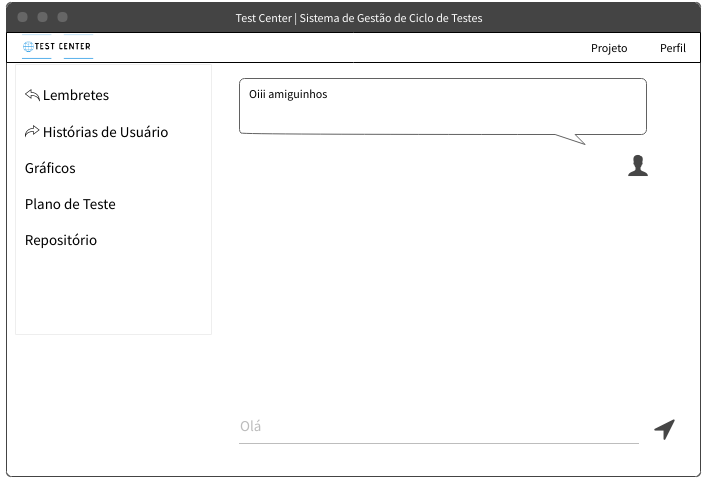 Test Center | Sistema de Gestão de Ciclo de Testes
TEST CENTER
Projeto
Perfil
Lembretes
Histórias de Usuário
Gráficos
Plano de Teste
Repositório
Oiii amiguinhos
Olá